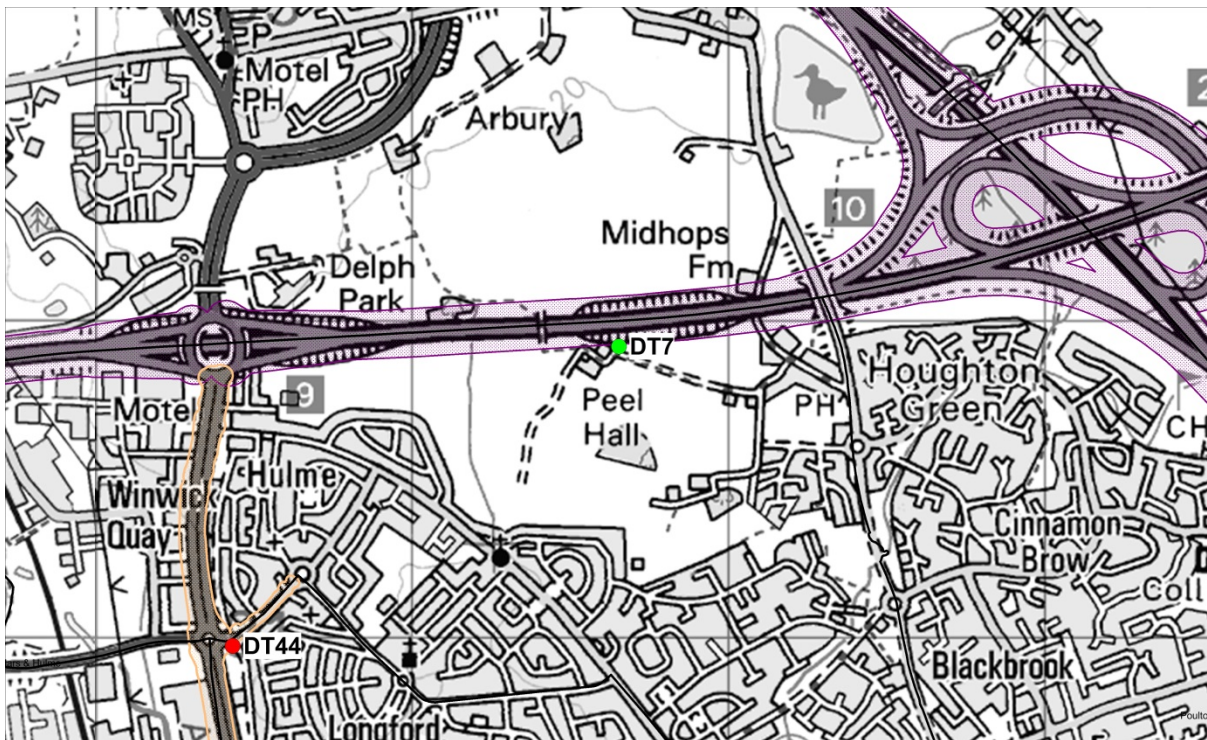 MS
P
Motel
PH
Arbury
20
2
10
Midhops
Fm
Delph
Park
DT7
Houghton
Green
Peel
Hall
PH
9
Motel
CH
Hulme
Winwick
Quay
Cinnamon
Brow
Coll
DT44
Blackbrook
Longford